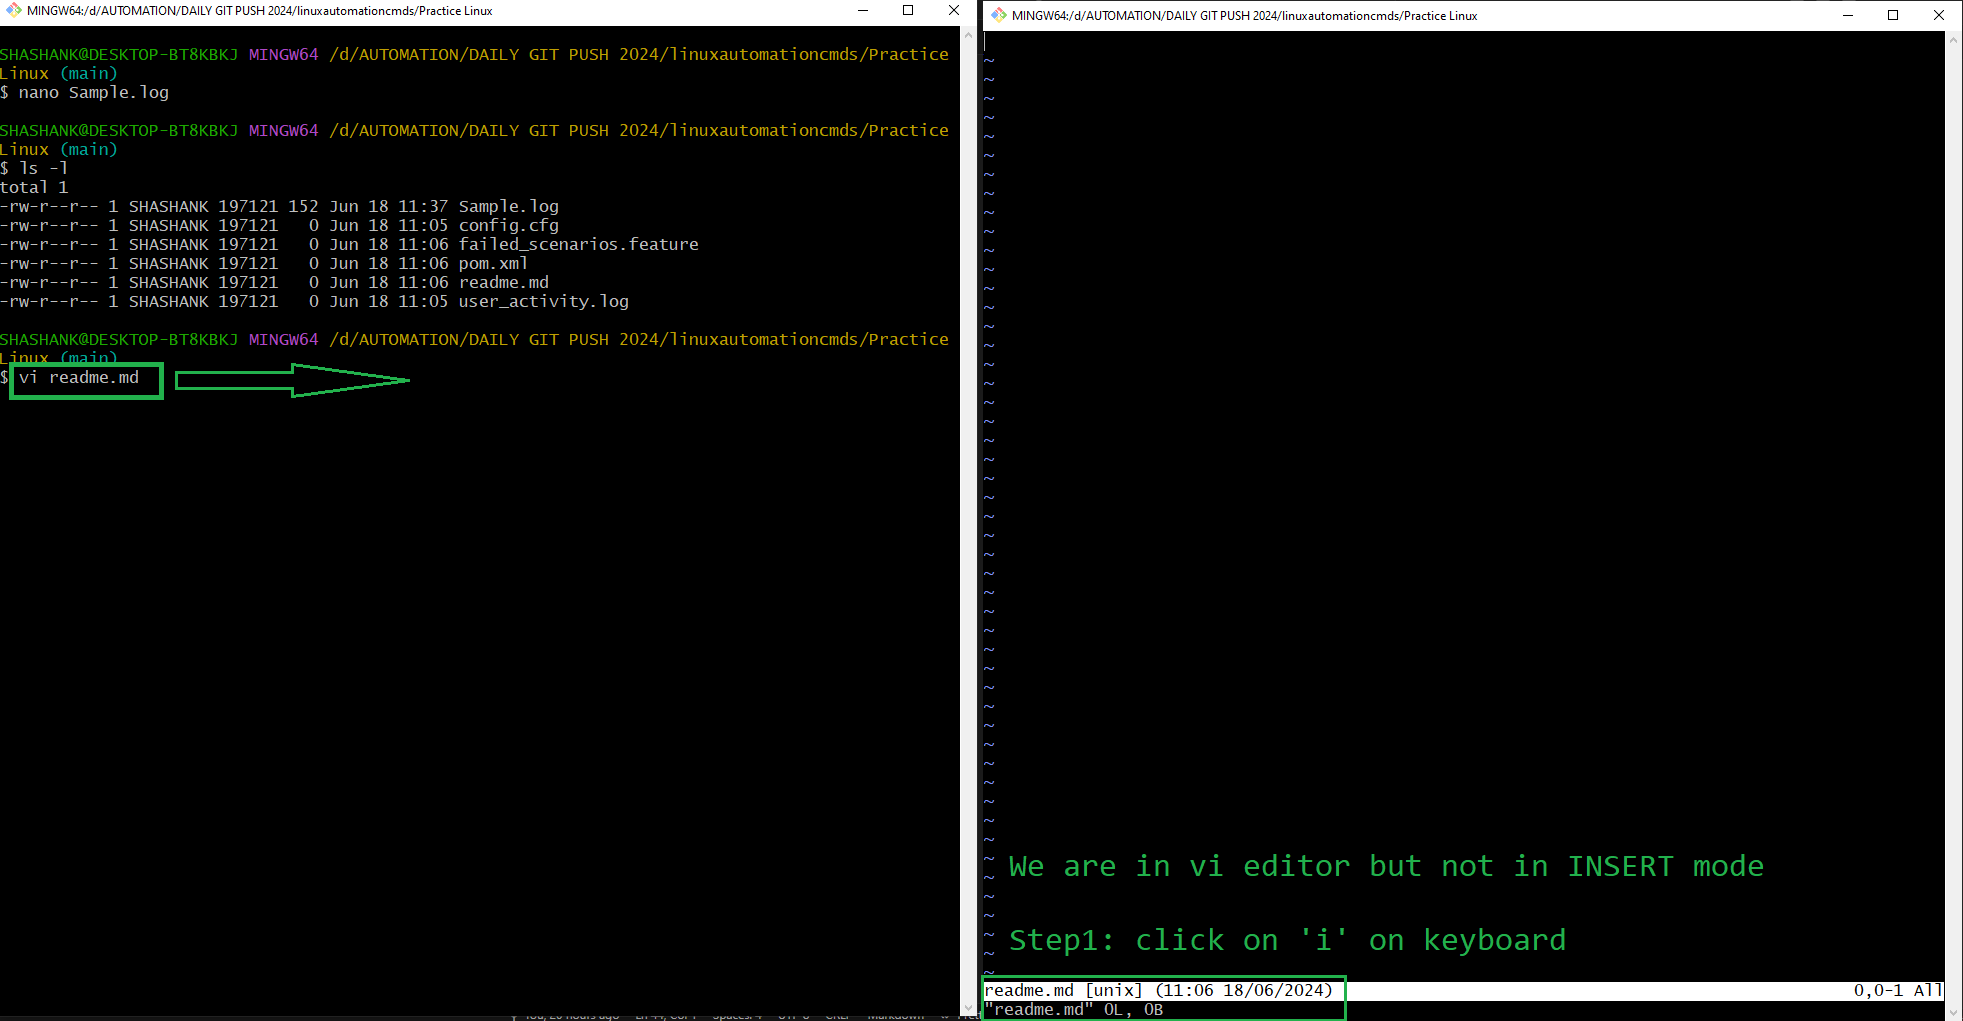 MINGW64:/d/AUTOMATION/DAILY GIT PUSH 2024/linuxautomationcmds/Practice Linux
SHASHANK@DESKTOP-BT8KBKJ MINGW64 /d/AUTOMATION/DAILY GIT PUSH 2024/linuxautomationcmds/Practice
Linux (main)
$ nano Sample.log
SHASHANK@DESKTOP-BT8KBKJ MINGW64 /d/AUTOMATION/DAILY GIT PUSH 2024/linuxautomationcmds/Practice
Linux (main)
$ ls -l
total 1
-rw-r--r-- 1 SHASHANK 197121 152 Jun 18 11:37 Sample.log
-rw-r--r-- 1 SHASHANK 197121   0 Jun 18 11:05 config.cfg
-rw-r--r-- 1 SHASHANK 197121   0 Jun 18 11:06 failed_scenarios.feature
-rw-r--r-- 1 SHASHANK 197121   0 Jun 18 11:06 pom.xml
-rw-r--r-- 1 SHASHANK 197121   0 Jun 18 11:06 readme.md
-rw-r--r-- 1 SHASHANK 197121   0 Jun 18 11:05 user_activity.log
SHASHANK@DESKTOP-BT8KBKJ MINGW64 /d/AUTOMATION/DAILY GIT PUSH 2024/linuxautomationcmds/Practice
Linux (main)
$ vi readme.md
MINGW64:/d/AUTOMATION/DAILY GIT PUSH 2024/linuxautomationcmds/Practice Linux
We are in vi editor but not in INSERT mode
Step1: click on 'i' on keyboard
readme.md [unix] (11:06 18/06/2024) 0,0-1 All
"readme.md" 0L, 0B